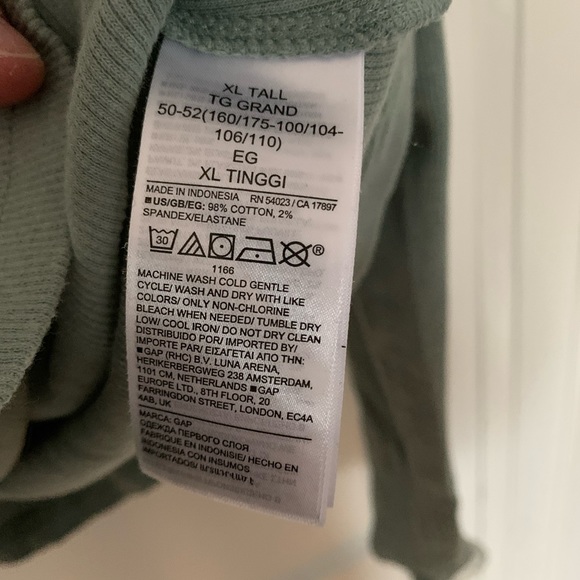 XL TALL
TG GRAND
50-52(160/175-100/104-
106/110)
EG
XL TINGGI
MADE IN INDONESIA RN 54023 / CA 17897
■ US/GB/EG: 98% COTTON, 2%
SPANDEX/ELASTANE
30 ®
1166
MACHINE WASH COLD GENTLE
CYCLE/ WASH AND DRY WITH LIKE
COLORS/ ONLY NON-CHLORINE
BLEACH WHEN NEEDED/ TUMBLE DRY
LOW/ COOL IRON/ DO NOT DRY CLEAN
DISTRIBUIDO POR/ IMPORTED BY/
IMPORTE PAR/ ΕΙΣΑΓΕΤΑΙ ΑΠΟ ΤΗΝ:
■ GAP (RHC) B.V. LUNA ARENA,
HERIKERBERGWEG 238 AMSTERDAM,
1101 CM, NETHERLANDS ■ GAP
EUROPE LTD., 8TH FLOOR, 20
FARRINGDON STREET, LONDON, EC4A
4AB, UK
MARCA: GAP
ОДЕЖДА ПЕРВОГО СЛОЯ
FABRIQUE EN INDONISIE/ HECHO EN
INDONESIA CON INSUMOS
IMPORTADOS/